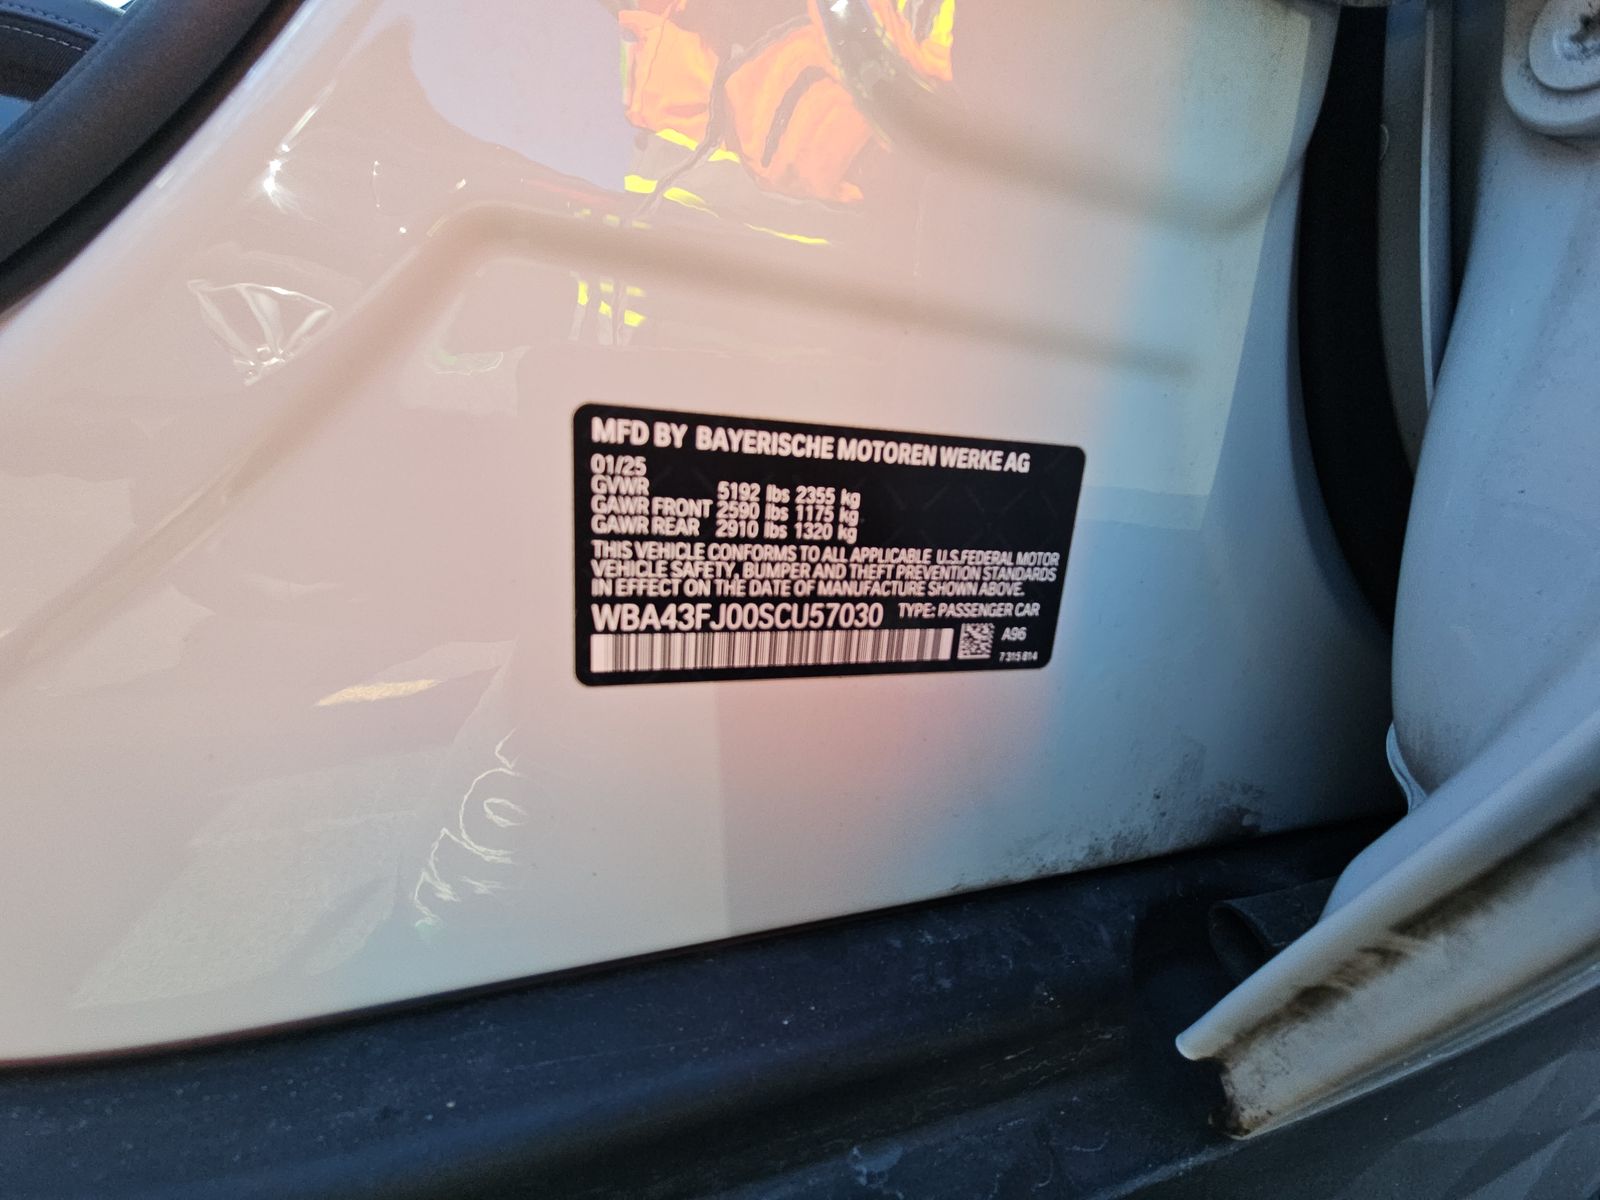 MFD BY BAYERISCHE MOTOREN WERKE AG
01/25
GVWR 5192 lbs 2355 kg
GAWR FRONT 2590 lbs 1175 kg
GAWR REAR 2910 lbs 1320 kg
THIS VEHICLE CONFORMS TO ALL APPLICABLE U.S.FEDERAL MOTOR
VEHICLE SAFETY, BUMPER AND THEFT PREVENTION STANDARDS
IN EFFECT ON THE DATE OF MANUFACTURE SHOWN ABOVE.
WBA43FJ00SCU57030 TYPE: PASSENGER CAR
A96
7 315 814